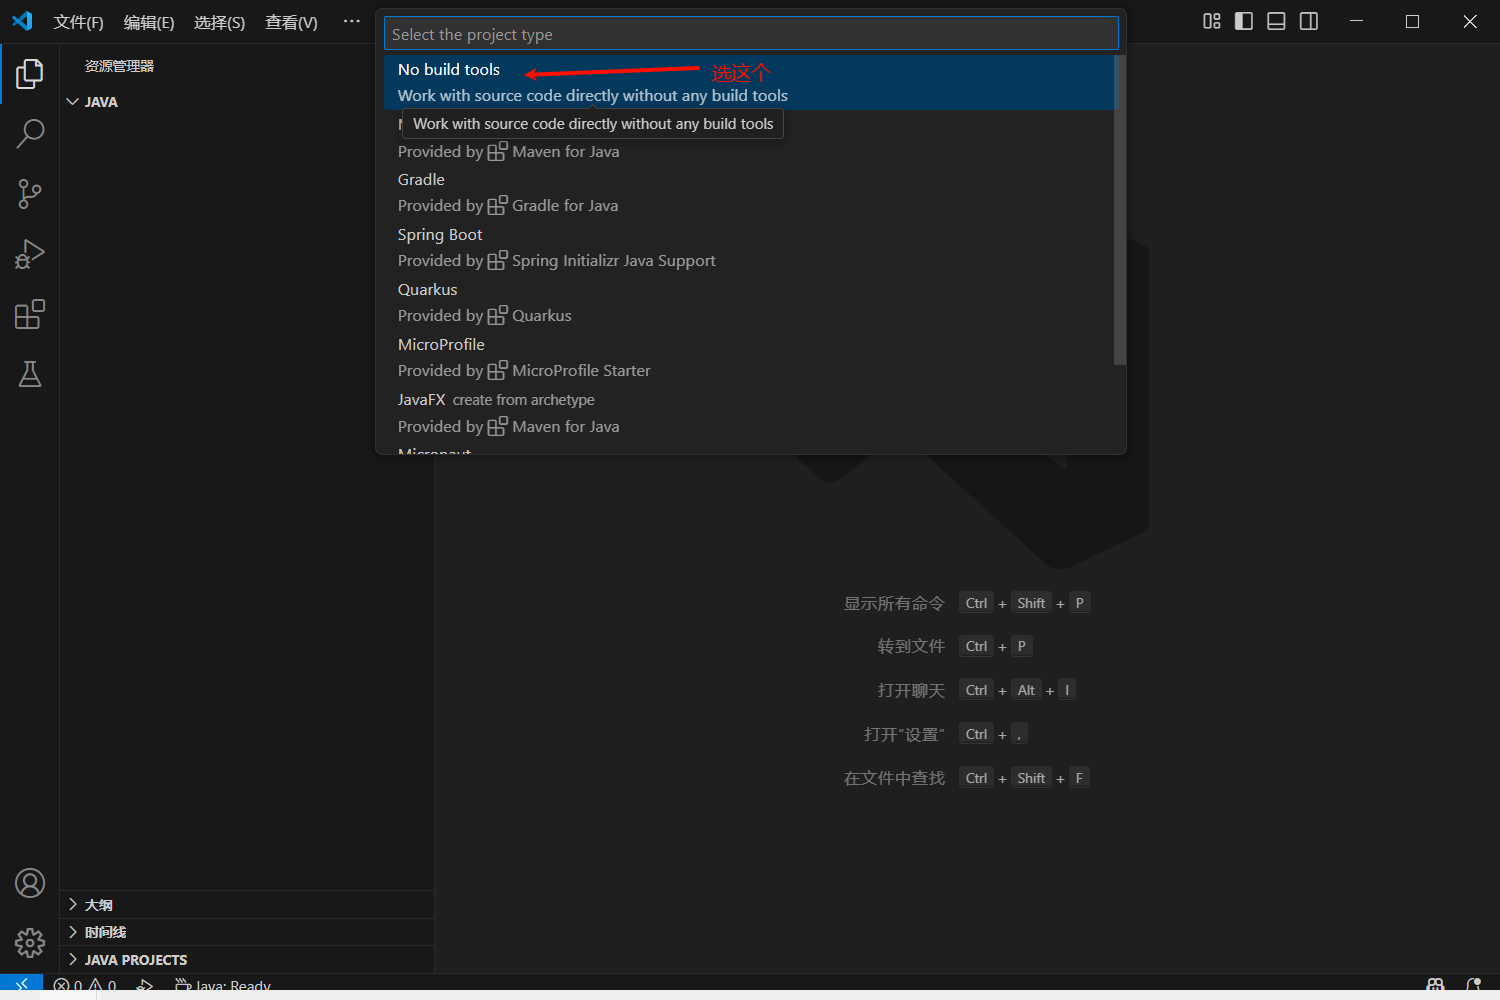 文件(F) 编辑(E) 选择(S) 查看(V) ···
Select the project type
资源管理器
JAVA
No build tools
选这个
Work with source code directly without any build tools
Work with source code directly without any build tools
Provided by Maven for Java
Gradle
Provided by Gradle for Java
Spring Boot
Provided by Spring Initializr Java Support
Quarkus
Provided by Quarkus
MicroProfile
Provided by MicroProfile Starter
JavaFX create from archetype
Provided by Maven for Java
Micronaut
显示所有命令 Ctrl + Shift + P
转到文件 Ctrl + P
打开聊天 Ctrl + Alt + I
打开“设置” Ctrl + ,
在文件中查找 Ctrl + Shift + F
大纲
时间线
JAVA PROJECTS
0 0 Java: Ready